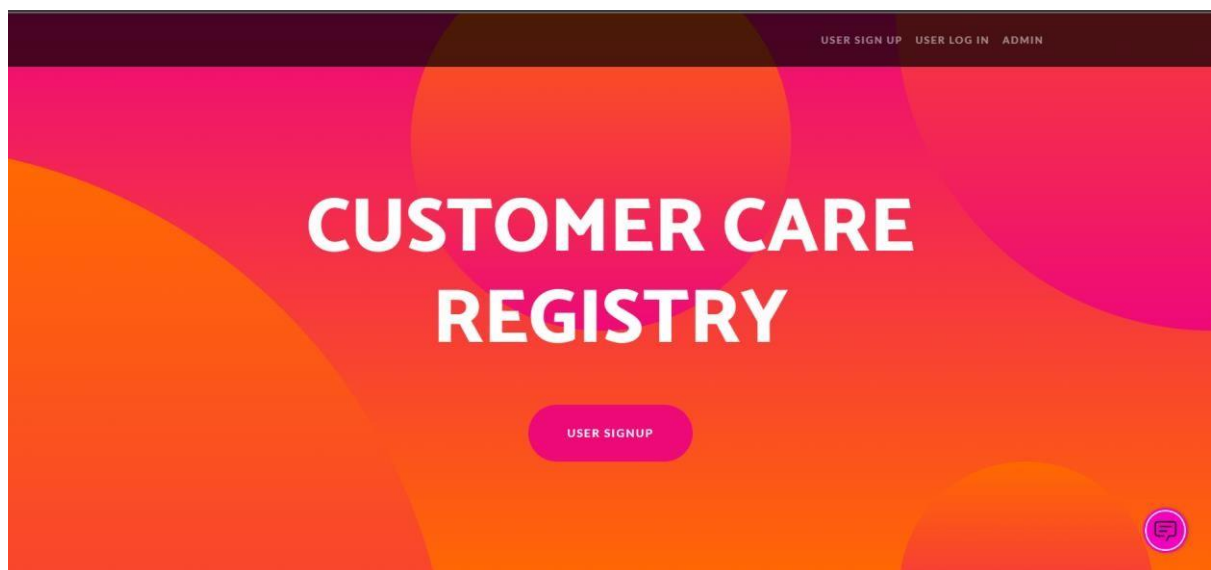 USER SIGN UP USER LOG IN ADMIN
CUSTOMER CARE
REGISTRY
USER SIGNUP